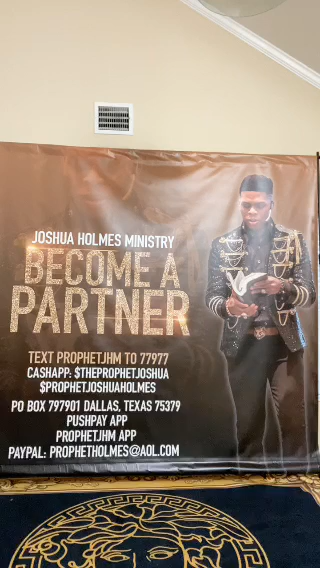 JOSHUA HOLMES MINISTRY
BECOME A
PARTNER
TEXT PROPHETJHM TO 77977
CASHAPP: $THEPROPHETJOSHUA
$PROPHETJOSHUAHOLMES
PO BOX 797901 DALLAS, TEXAS 75379
PUSHPAY APP
PROPHETJHM APP
PAYPAL: PROPHETHOLMES@AOL.COM